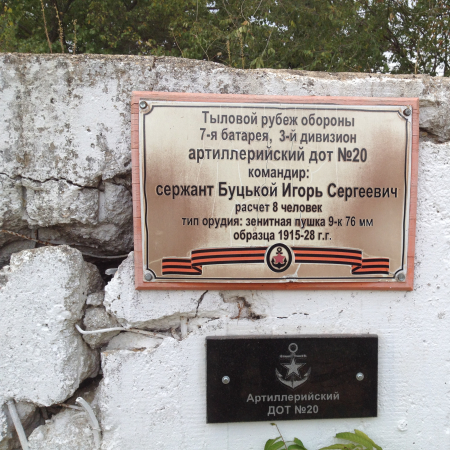 Тыловой рубеж обороны
7-я батарея, 3-й дивизион
артиллерийский дот №20
командир:
сержант Буцькой Игорь Сергеевич
расчет 8 человек
тип орудия: зенитная пушка 9-к 76 мм
образца 1915-28 г.г.
Артиллерийский
ДОТ №20